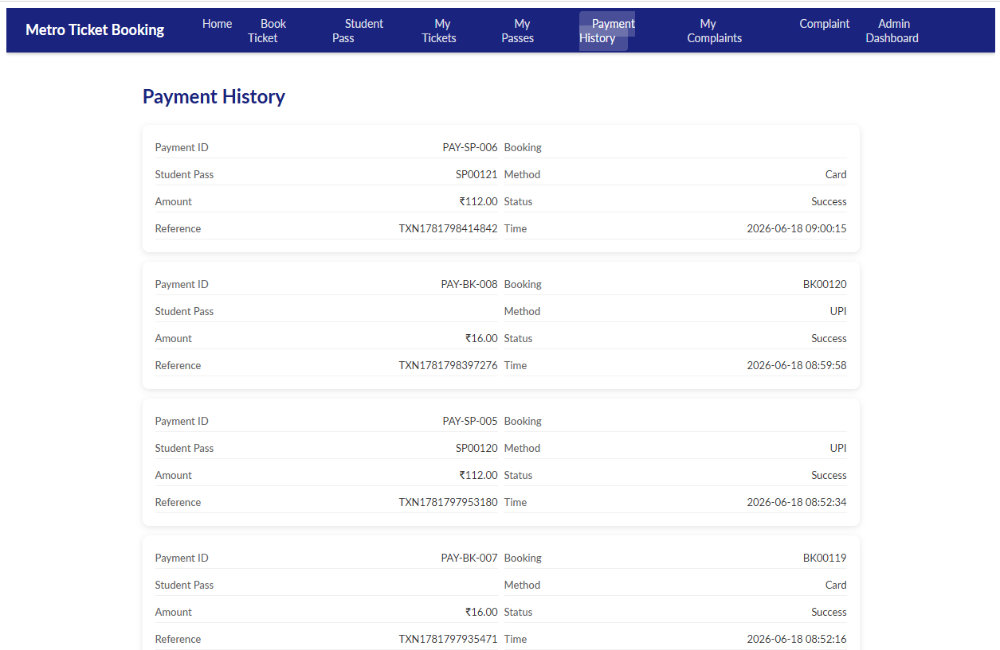 Metro Ticket Booking
Home
Book Ticket
Student Pass
My Tickets
My Passes
Payment History
My Complaints
Complaint
Admin Dashboard
Payment History
Payment ID PAY-SP-006 Booking
Student Pass SP00121 Method Card
Amount ₹112.00 Status Success
Reference TXN1781798414842 Time 2026-06-18 09:00:15
Payment ID PAY-BK-008 Booking BK00120
Student Pass Method UPI
Amount ₹16.00 Status Success
Reference TXN1781798397276 Time 2026-06-18 08:59:58
Payment ID PAY-SP-005 Booking
Student Pass SP00120 Method UPI
Amount ₹112.00 Status Success
Reference TXN1781797953180 Time 2026-06-18 08:52:34
Payment ID PAY-BK-007 Booking BK00119
Student Pass Method Card
Amount ₹16.00 Status Success
Reference TXN1781797935471 Time 2026-06-18 08:52:16